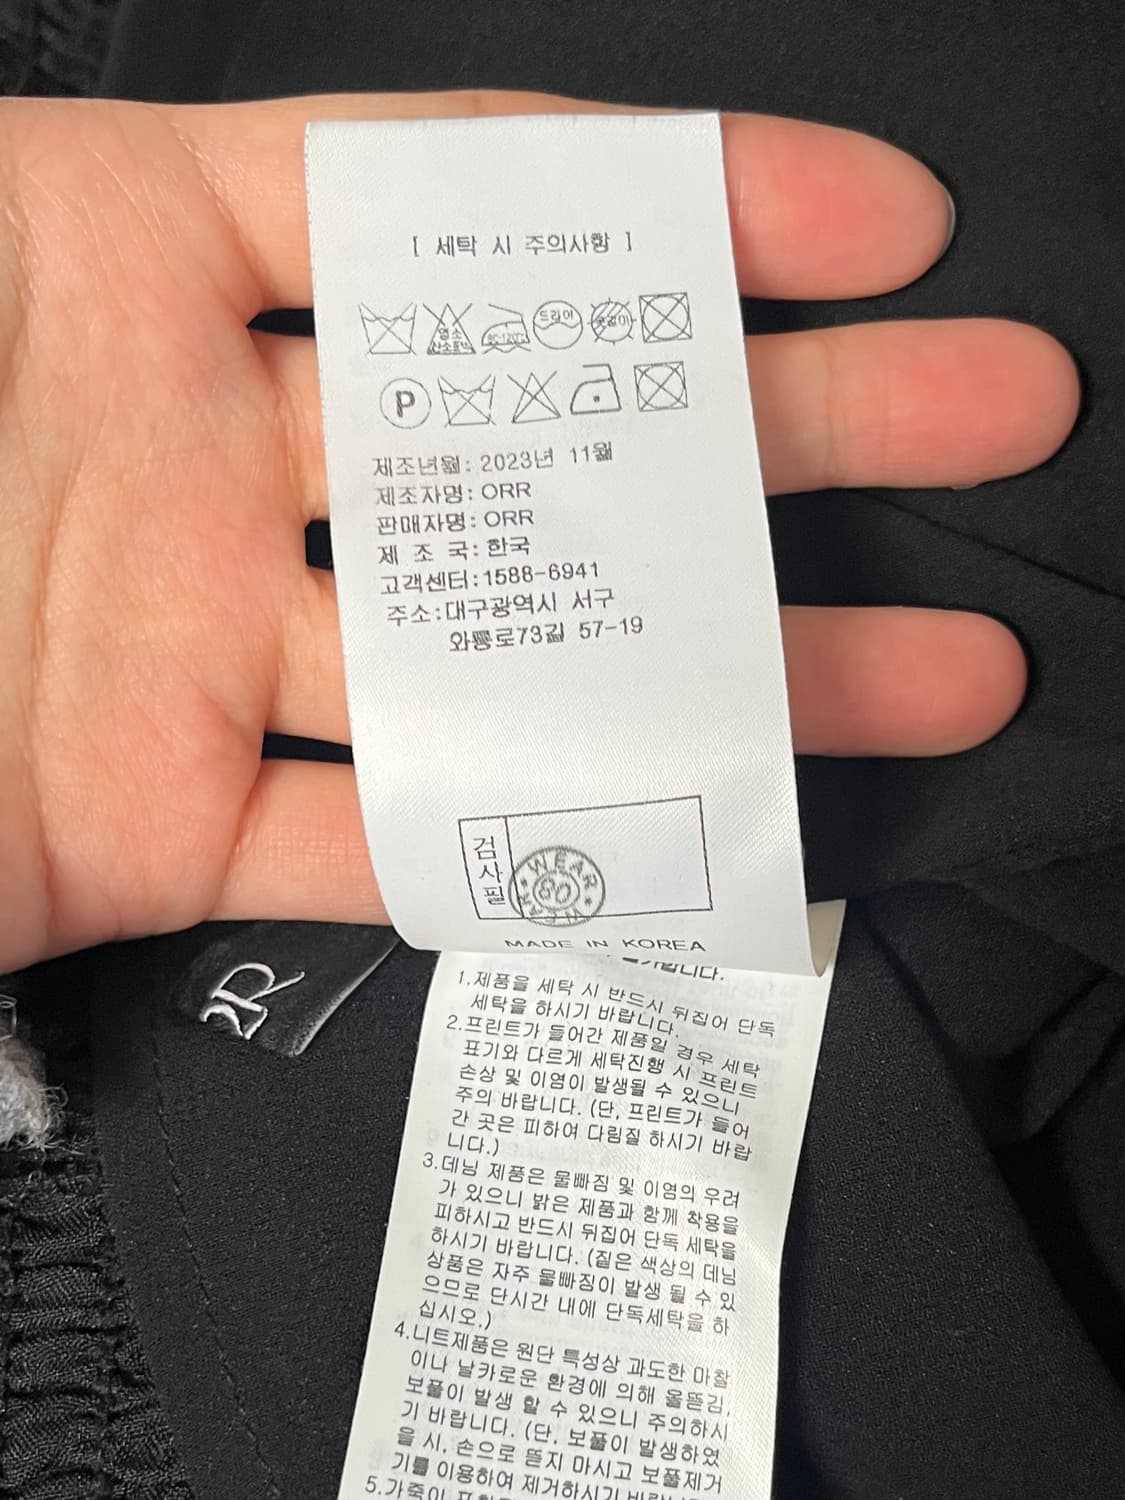 [ 세탁 시 주의사항 ]
염소
산소표백
80-120℃
드라이
손걸이
P
제조년월: 2023년 11월
제조자명: ORR
판매자명: ORR
제 조 국: 한국
고객센터:1588-6941
주소:대구광역시 서구
와룡로73길 57-19
검사필
WEAR
MADE IN KOREA
R
1.제품을 세탁 시 반드시 뒤집어 단독
세탁을 하시기 바랍니다.
2.프린트가 들어간 제품일 경우 세탁
표기와 다르게 세탁진행 시 프린트
손상 및 이염이 발생될 수 있으니
주의 바랍니다. (단, 프린트가 들어
간 곳은 피하여 다림질 하시기 바랍
니다.)
3.데님 제품은 물빠짐 및 이염의 우려
가 있으니 밝은 제품과 함께 착용을
피하시고 반드시 뒤집어 단독 세탁을
하시기 바랍니다. (짙은 색상의 데님
상품은 자주 물빠짐이 발생 될 수 있
으므로 단시간 내에 단독세탁을 하
십시오.)
4.니트제품은 원단 특성상 과도한 마찰
이나 날카로운 환경에 의해 올뜯김,
보풀이 발생 할 수 있으니 주의하시
기 바랍니다. (단, 보풀이 발생하였
을 시, 손으로 뜯지 마시고 보풀제거
기를 이용하여 제거하시기
5.가죽이